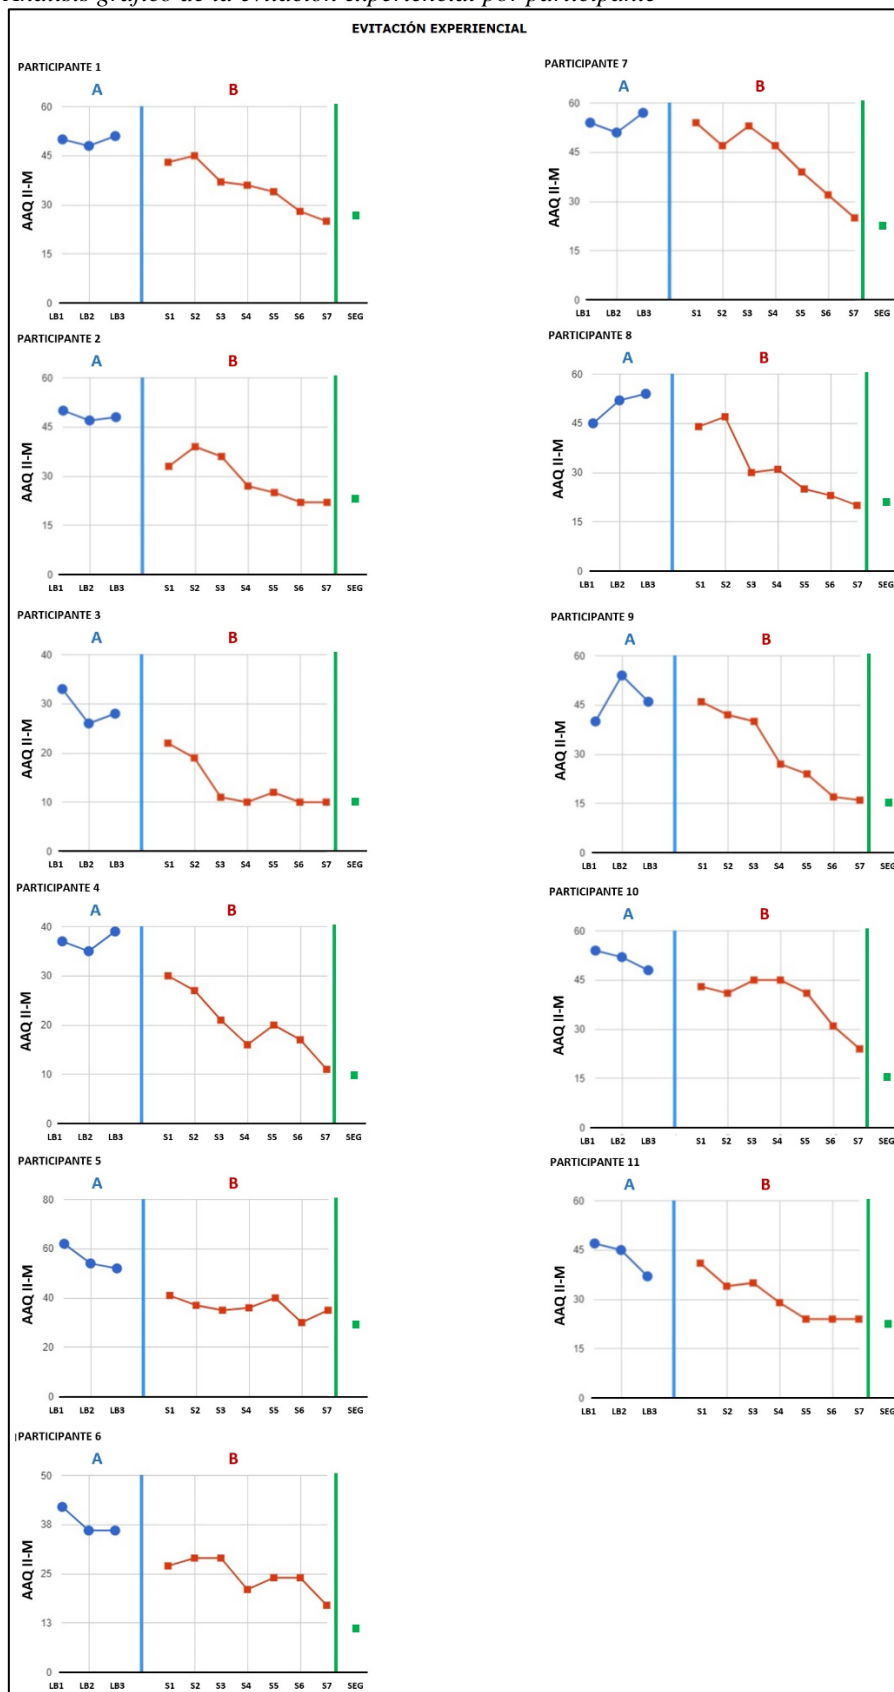 Análisis gráfico de la evitación experiencial por participante
EVITACIÓN EXPERIENCIAL
PARTICIPANTE 1
A B
60
45
30
15
0
AAQ II-M
LB1 LB2 LB3 S1 S2 S3 S4 S5 S6 S7 SEG
PARTICIPANTE 2
A B
60
45
30
15
0
AAQ II-M
LB1 LB2 LB3 S1 S2 S3 S4 S5 S6 S7 SEG
PARTICIPANTE 3
A B
40
30
20
10
0
AAQ II-M
LB1 LB2 LB3 S1 S2 S3 S4 S5 S6 S7 SEG
PARTICIPANTE 4
A B
40
30
20
10
0
AAQ II-M
LB1 LB2 LB3 S1 S2 S3 S4 S5 S6 S7 SEG
PARTICIPANTE 5
A B
80
60
40
20
0
AAQ II-M
LB1 LB2 LB3 S1 S2 S3 S4 S5 S6 S7 SEG
PARTICIPANTE 6
A B
50
38
25
13
0
AAQ II-M
LB1 LB2 LB3 S1 S2 S3 S4 S5 S6 S7 SEG
PARTICIPANTE 7
A B
60
45
30
15
0
AAQ II-M
LB1 LB2 LB3 S1 S2 S3 S4 S5 S6 S7 SEG
PARTICIPANTE 8
A B
60
45
30
15
0
AAQ II-M
LB1 LB2 LB3 S1 S2 S3 S4 S5 S6 S7 SEG
PARTICIPANTE 9
A B
60
45
30
15
0
AAQ II-M
LB1 LB2 LB3 S1 S2 S3 S4 S5 S6 S7 SEG
PARTICIPANTE 10
A B
60
45
30
15
0
AAQ II-M
LB1 LB2 LB3 S1 S2 S3 S4 S5 S6 S7 SEG
PARTICIPANTE 11
A B
60
45
30
15
0
AAQ II-M
LB1 LB2 LB3 S1 S2 S3 S4 S5 S6 S7 SEG